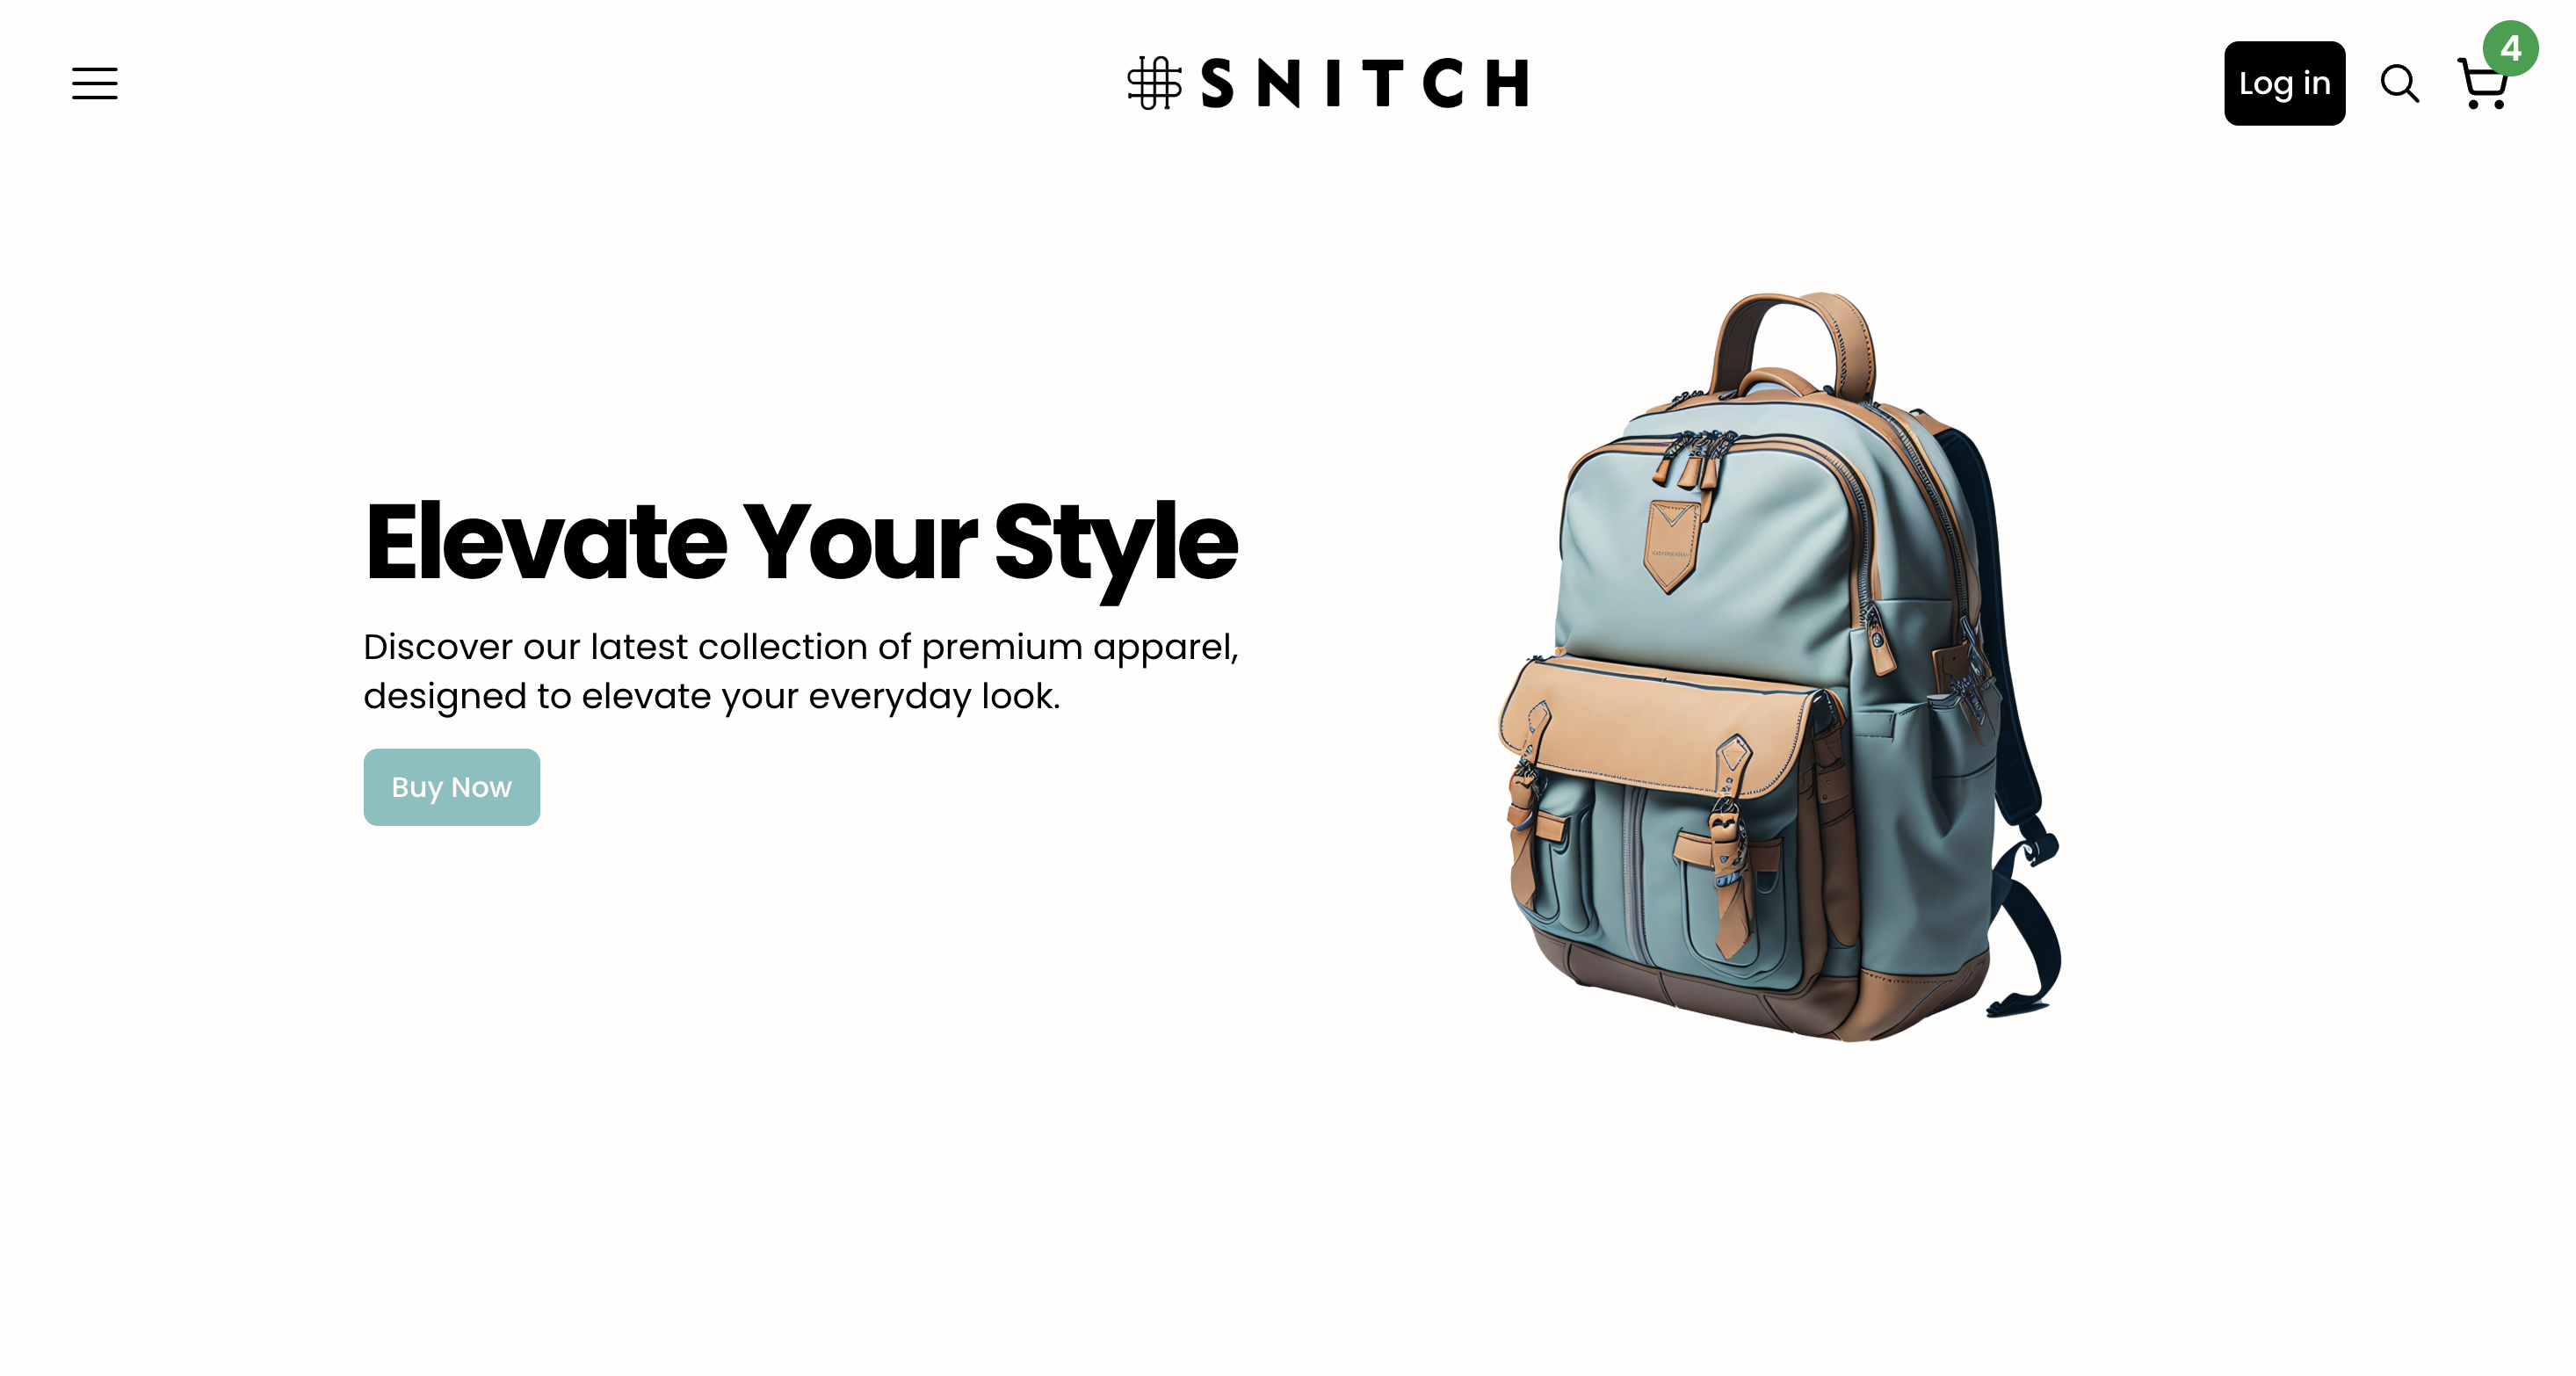 SNITCH
Log in
4
Elevate Your Style
Discover our latest collection of premium apparel,
designed to elevate your everyday look.
Buy Now